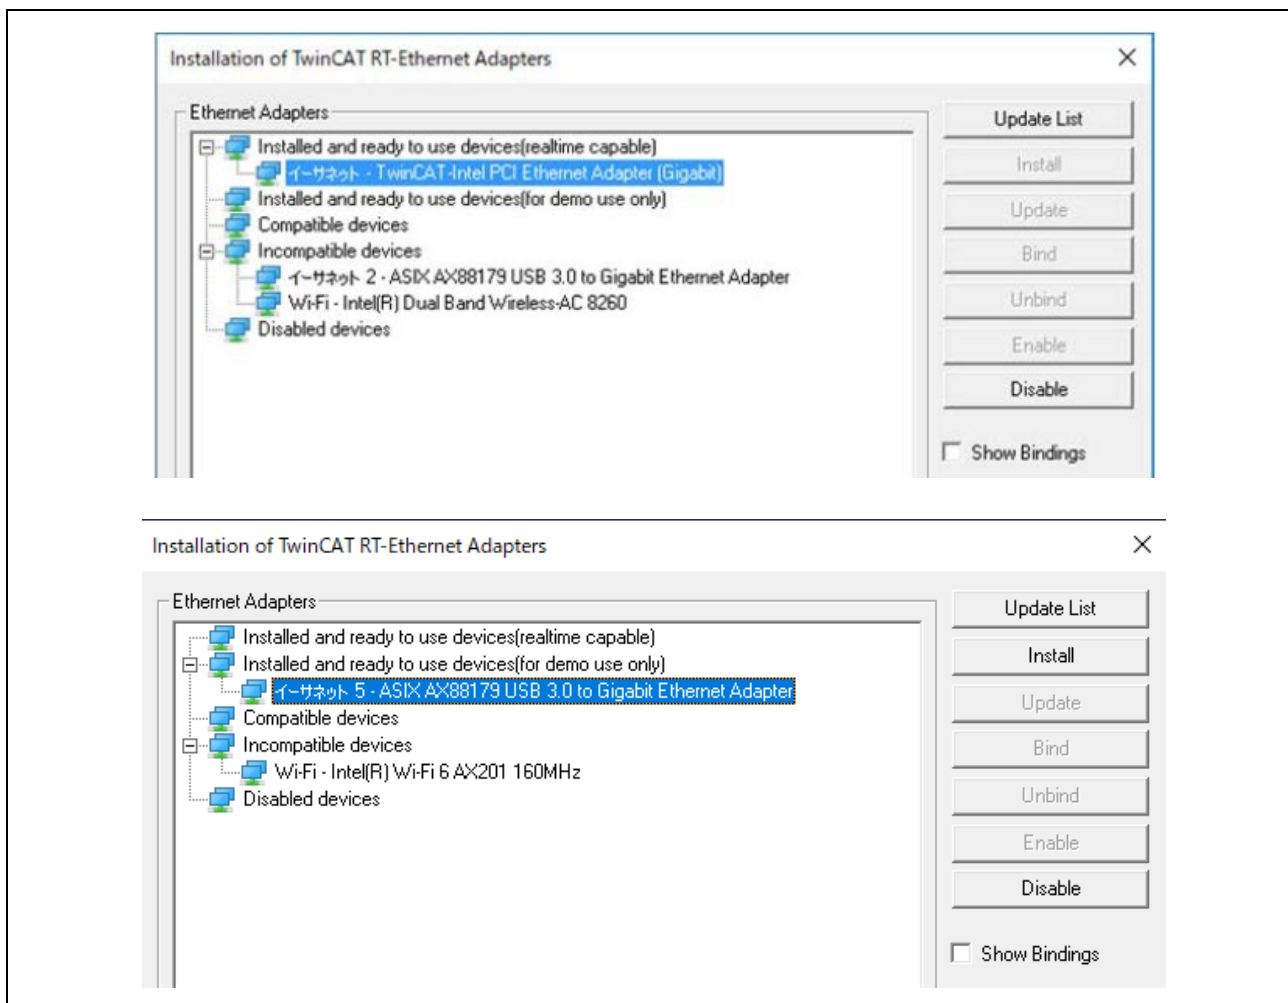 Installation of TwinCAT RT-Ethernet Adapters
Ethernet Adapters
Installed and ready to use devices(realtime capable)
イーサネット - TwinCAT-Intel PCI Ethernet Adapter (Gigabit)
Installed and ready to use devices(for demo use only)
Compatible devices
Incompatible devices
イーサネット 2 - ASIX AX88179 USB 3.0 to Gigabit Ethernet Adapter
Wi-Fi - Intel(R) Dual Band Wireless-AC 8260
Disabled devices
Update List
Install
Update
Bind
Unbind
Enable
Disable
Show Bindings
Installation of TwinCAT RT-Ethernet Adapters
Ethernet Adapters
Installed and ready to use devices(realtime capable)
Installed and ready to use devices(for demo use only)
イーサネット 5 - ASIX AX88179 USB 3.0 to Gigabit Ethernet Adapter
Compatible devices
Incompatible devices
Wi-Fi - Intel(R) Wi-Fi 6 AX201 160MHz
Disabled devices
Update List
Install
Update
Bind
Unbind
Enable
Disable
Show Bindings